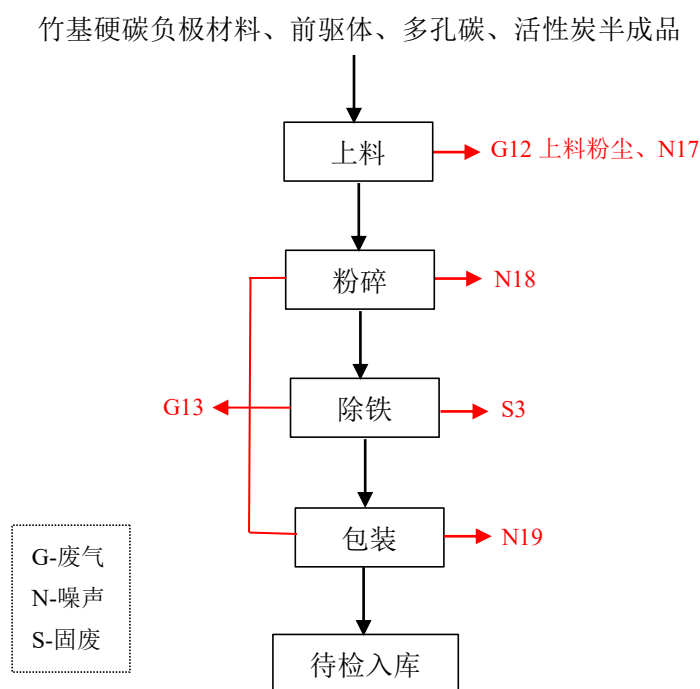 竹基硬碳负极材料、前驱体、多孔碳、活性炭半成品
上料
G12 上料粉尘、N17
粉碎
N18
G13
除铁
S3
包装
N19
G-废气
N-噪声
S-固废
待检入库